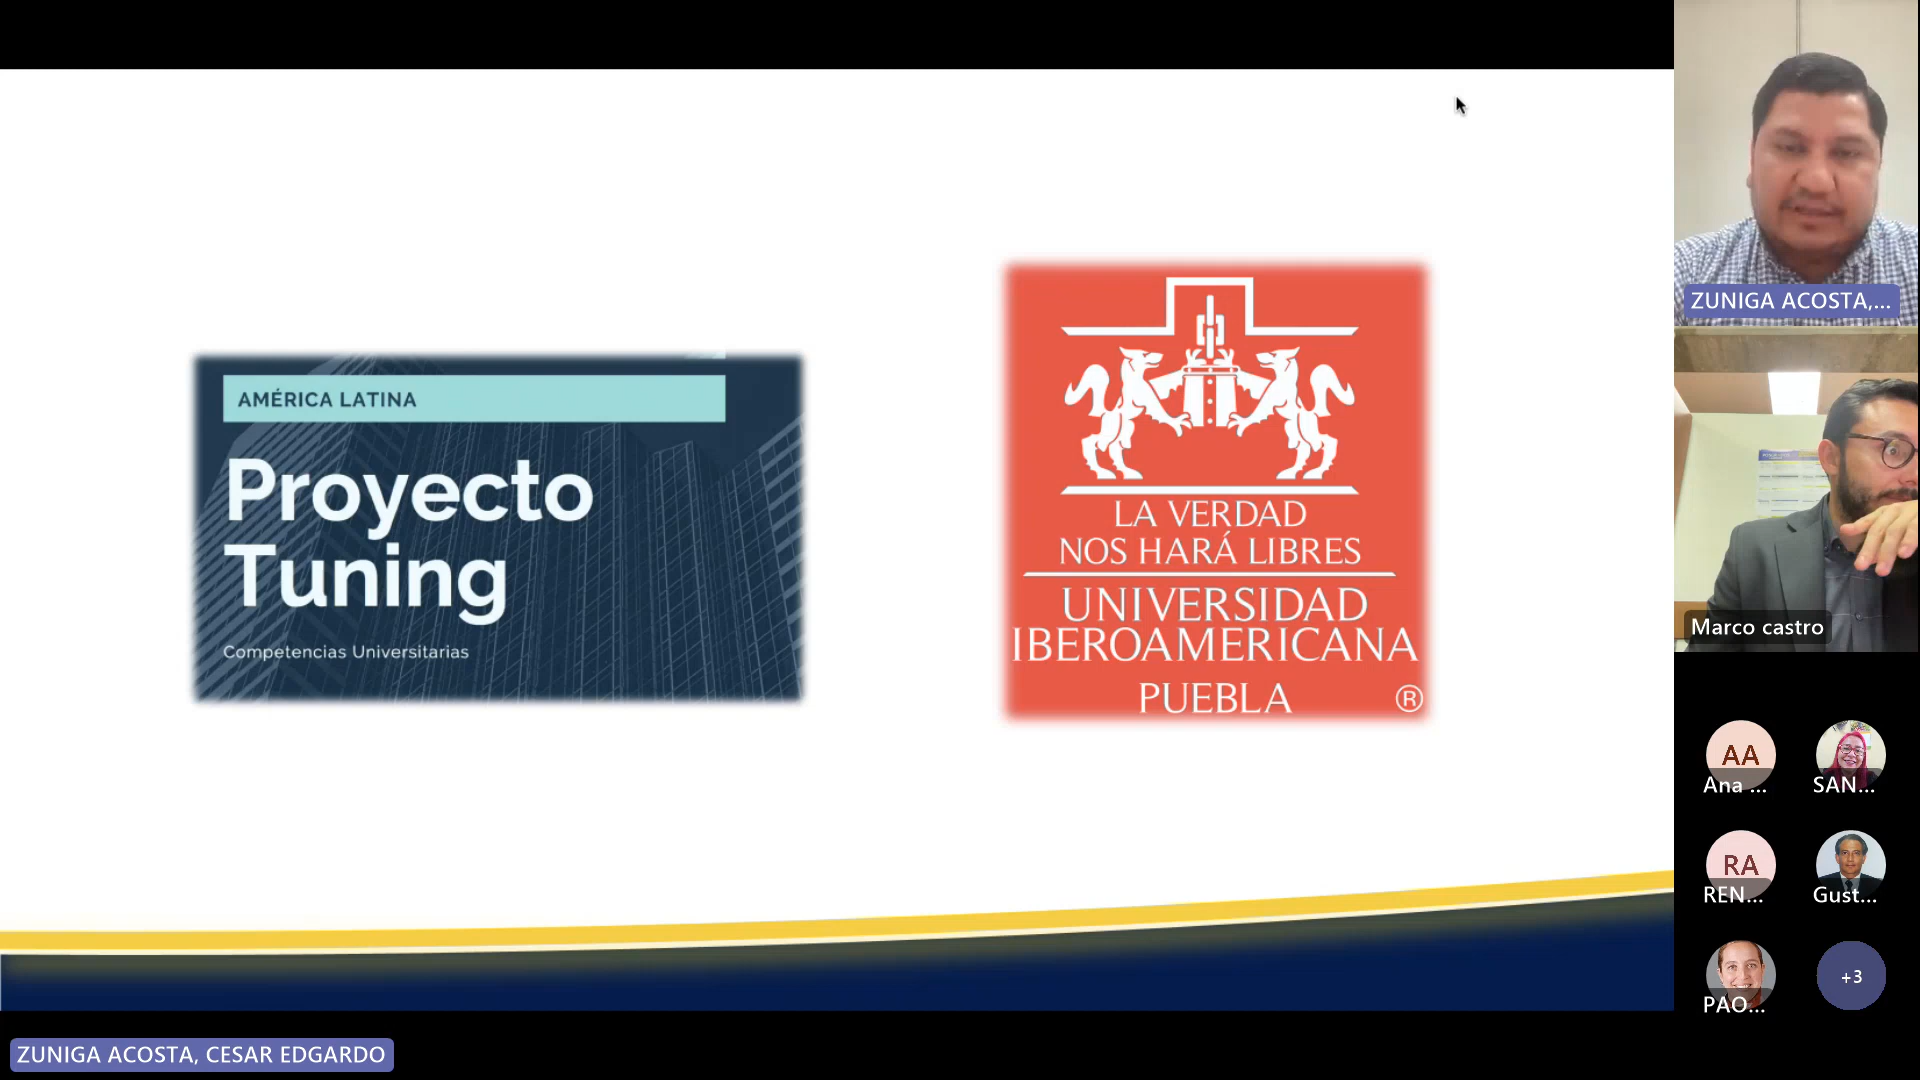 AMÉRICA LATINA
Proyecto
Tuning
Competencias Universitarias
LA VERDAD
NOS HARÁ LIBRES
UNIVERSIDAD
IBEROAMERICANA
PUEBLA ®
ZUNIGA ACOSTA,...
Marco castro
AA
Ana ...
SAN...
RA
REN...
Gust...
PAO...
+3
ZUNIGA ACOSTA, CESAR EDGARDO